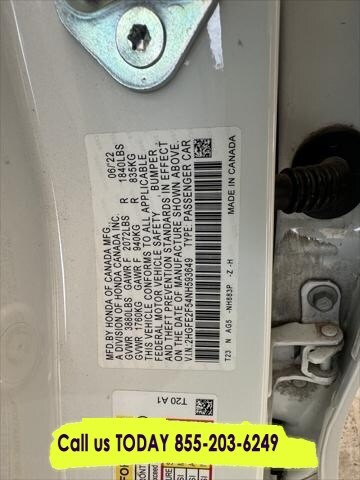 MFD.BY HONDA OF CANADA MFG. 06/'22
A DIVISION OF HONDA CANADA INC.
GVWR 3880LBS GAWR F 2072LBS R 1840LBS
GVWR 1760KG GAWR F 940KG R 835KG
THIS VEHICLE CONFORMS TO ALL APPLICABLE
FEDERAL MOTOR VEHICLE SAFETY, BUMPER,
AND THEFT PREVENTION STANDARDS IN EFFECT
ON THE DATE OF MANUFACTURE SHOWN ABOVE.
V.I.N.:2HGFE2F54NH593649 TYPE: PASSENGER CAR
T23 N AG5 -NH883P -Z -H
MADE IN CANADA
T20 A1
Call us TODAY 855-203-6249